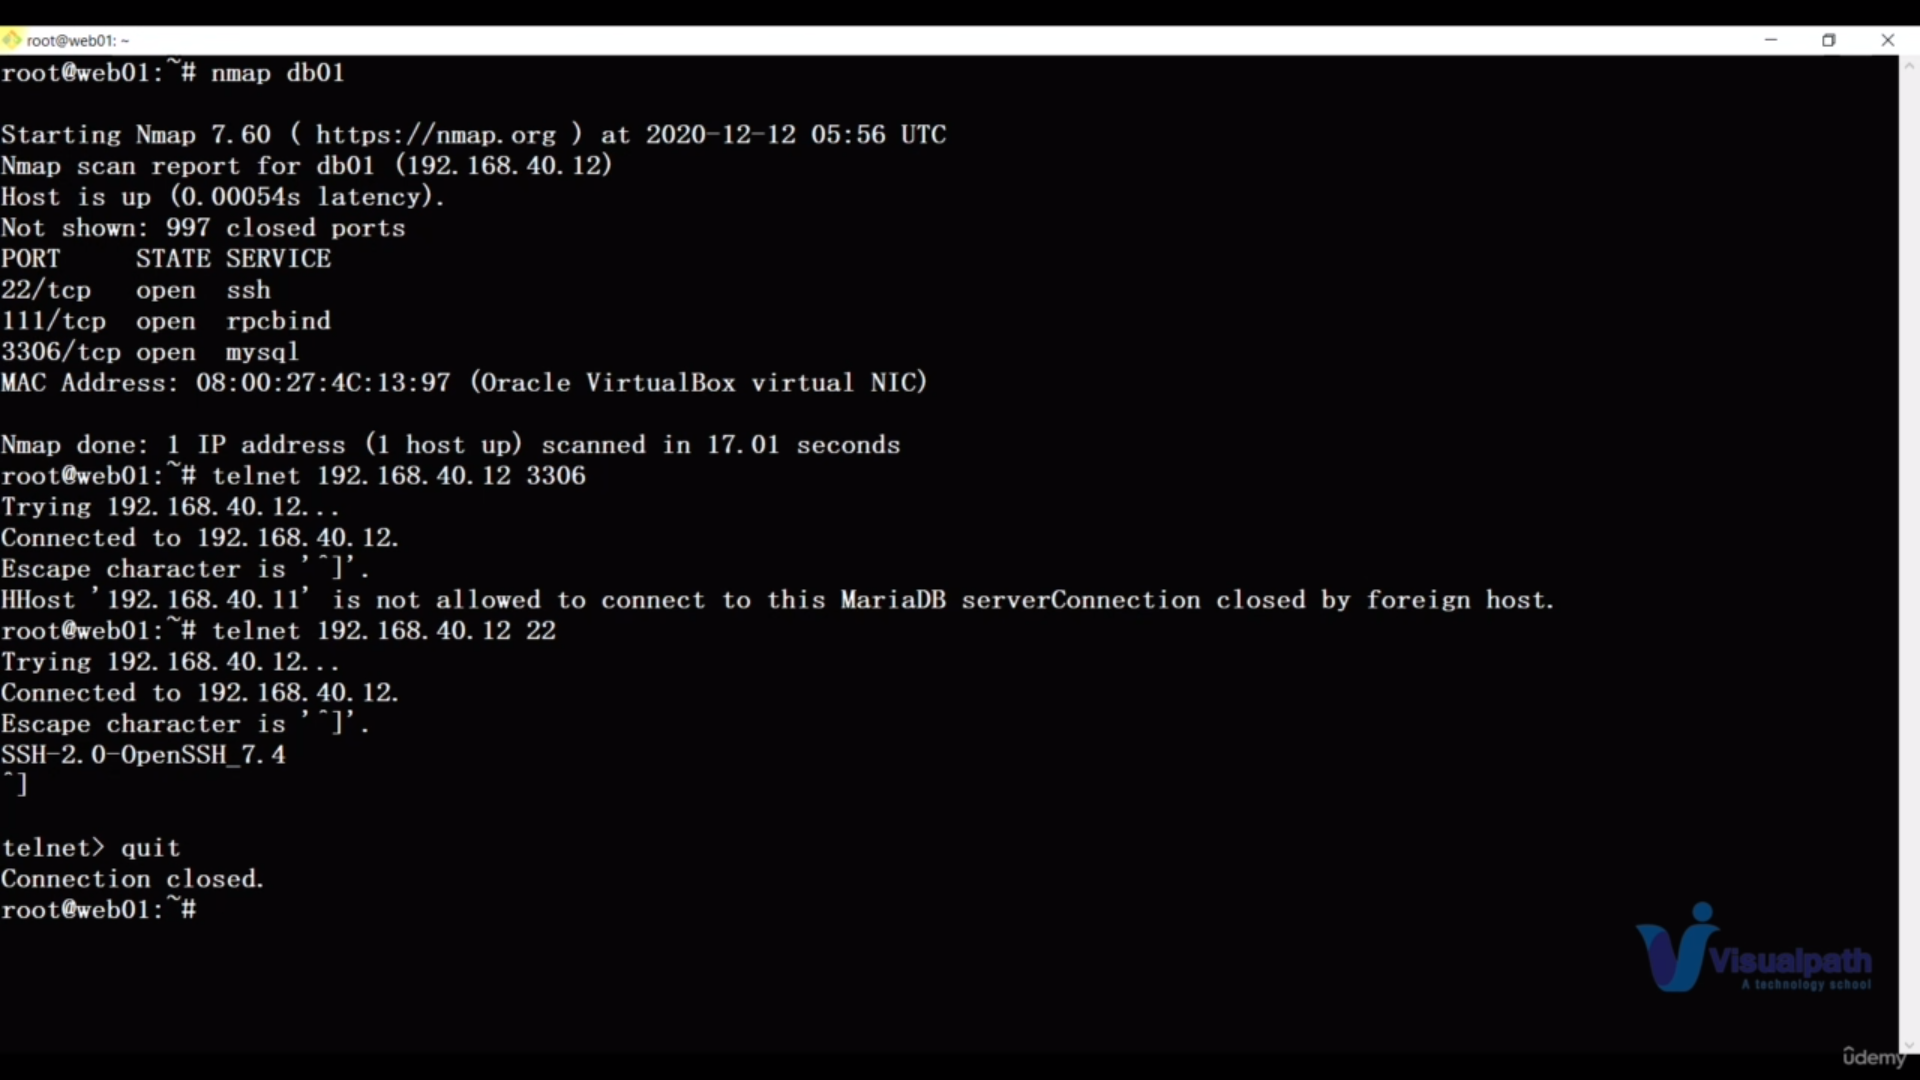 root@web01: ~
root@web01:~# nmap db01
Starting Nmap 7.60 ( https://nmap.org ) at 2020-12-12 05:56 UTC
Nmap scan report for db01 (192.168.40.12)
Host is up (0.00054s latency).
Not shown: 997 closed ports
PORT     STATE SERVICE
22/tcp   open  ssh
111/tcp  open  rpcbind
3306/tcp open  mysql
MAC Address: 08:00:27:4C:13:97 (Oracle VirtualBox virtual NIC)
Nmap done: 1 IP address (1 host up) scanned in 17.01 seconds
root@web01:~# telnet 192.168.40.12 3306
Trying 192.168.40.12...
Connected to 192.168.40.12.
Escape character is '^]'.
HHost '192.168.40.11' is not allowed to connect to this MariaDB serverConnection closed by foreign host.
root@web01:~# telnet 192.168.40.12 22
Trying 192.168.40.12...
Connected to 192.168.40.12.
Escape character is '^]'.
SSH-2.0-OpenSSH_7.4
^]
telnet> quit
Connection closed.
root@web01:~#
Visualpath
A technology school
ûdemy